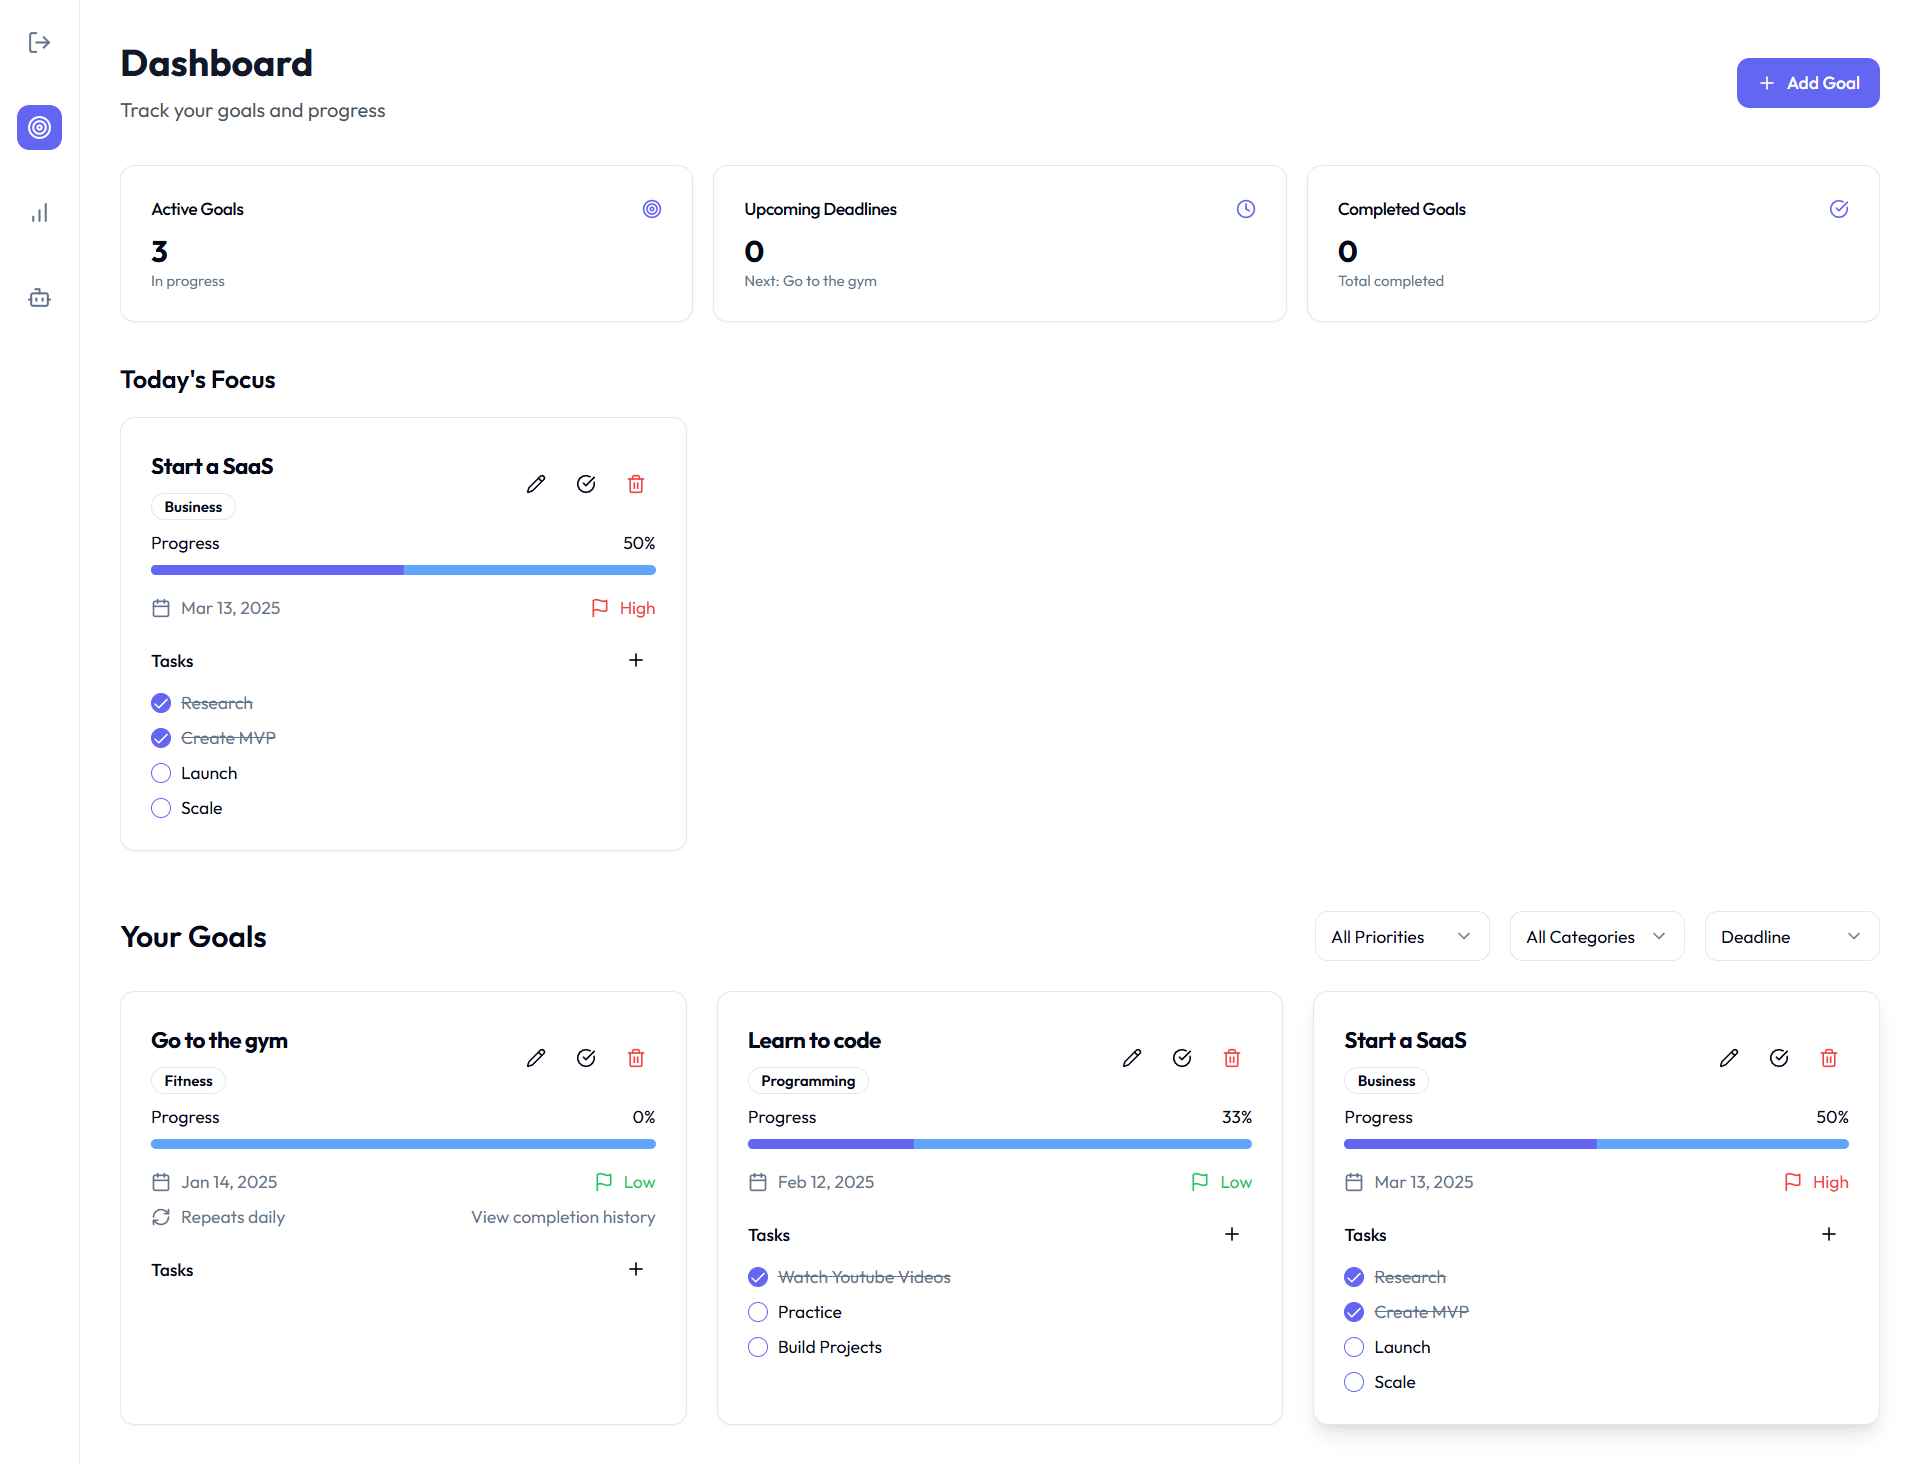 Dashboard
Track your goals and progress
Add Goal
Active Goals
3
In progress
Upcoming Deadlines
0
Next: Go to the gym
Completed Goals
0
Total completed
Today's Focus
Start a SaaS
Business
Progress 50%
Mar 13, 2025 High
Tasks
Research
Create MVP
Launch
Scale
Your Goals
All Priorities
All Categories
Deadline
Go to the gym
Fitness
Progress 0%
Jan 14, 2025 Low
Repeats daily View completion history
Tasks
Learn to code
Programming
Progress 33%
Feb 12, 2025 Low
Tasks
Watch Youtube Videos
Practice
Build Projects
Start a SaaS
Business
Progress 50%
Mar 13, 2025 High
Tasks
Research
Create MVP
Launch
Scale